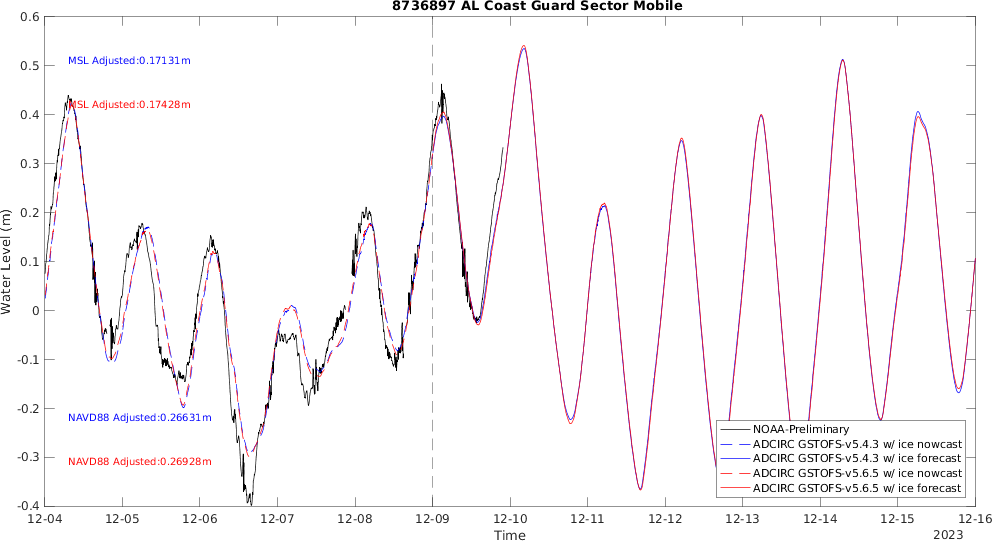 8736897 AL Coast Guard Sector Mobile
0.6
0.5
0.4
0.3
0.2
0.1
0
-0.1
-0.2
-0.3
-0.4
Water Level (m)
MSL Adjusted:0.17131m
MSL Adjusted:0.17428m
NAVD88 Adjusted:0.26631m
NAVD88 Adjusted:0.26928m
NOAA-Preliminary
ADCIRC GSTOFS-v5.4.3 w/ ice nowcast
ADCIRC GSTOFS-v5.4.3 w/ ice forecast
ADCIRC GSTOFS-v5.6.5 w/ ice nowcast
ADCIRC GSTOFS-v5.6.5 w/ ice forecast
12-04 12-05 12-06 12-07 12-08 12-09 12-10 12-11 12-12 12-13 12-14 12-15 12-16
Time
2023